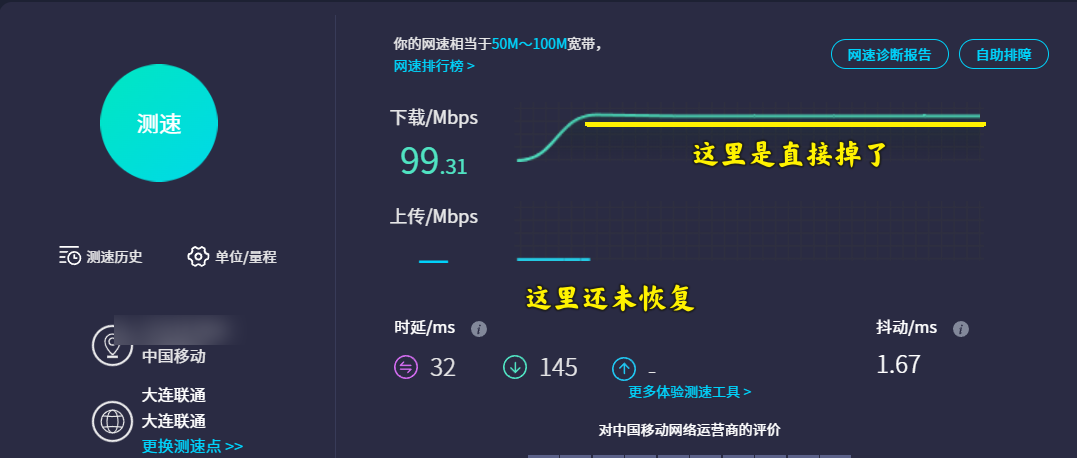 你的网速相当于50M～100M宽带，
网速排行榜 >
网速诊断报告
自助排障
测速
下载/Mbps
99.31
这里是直接掉了
上传/Mbps
测速历史
单位/量程
这里还未恢复
时延/ms
抖动/ms
32
145
-
1.67
中国移动
更多体验测速工具 >
大连联通
大连联通
更换测速点 >>
对中国移动网络运营商的评价